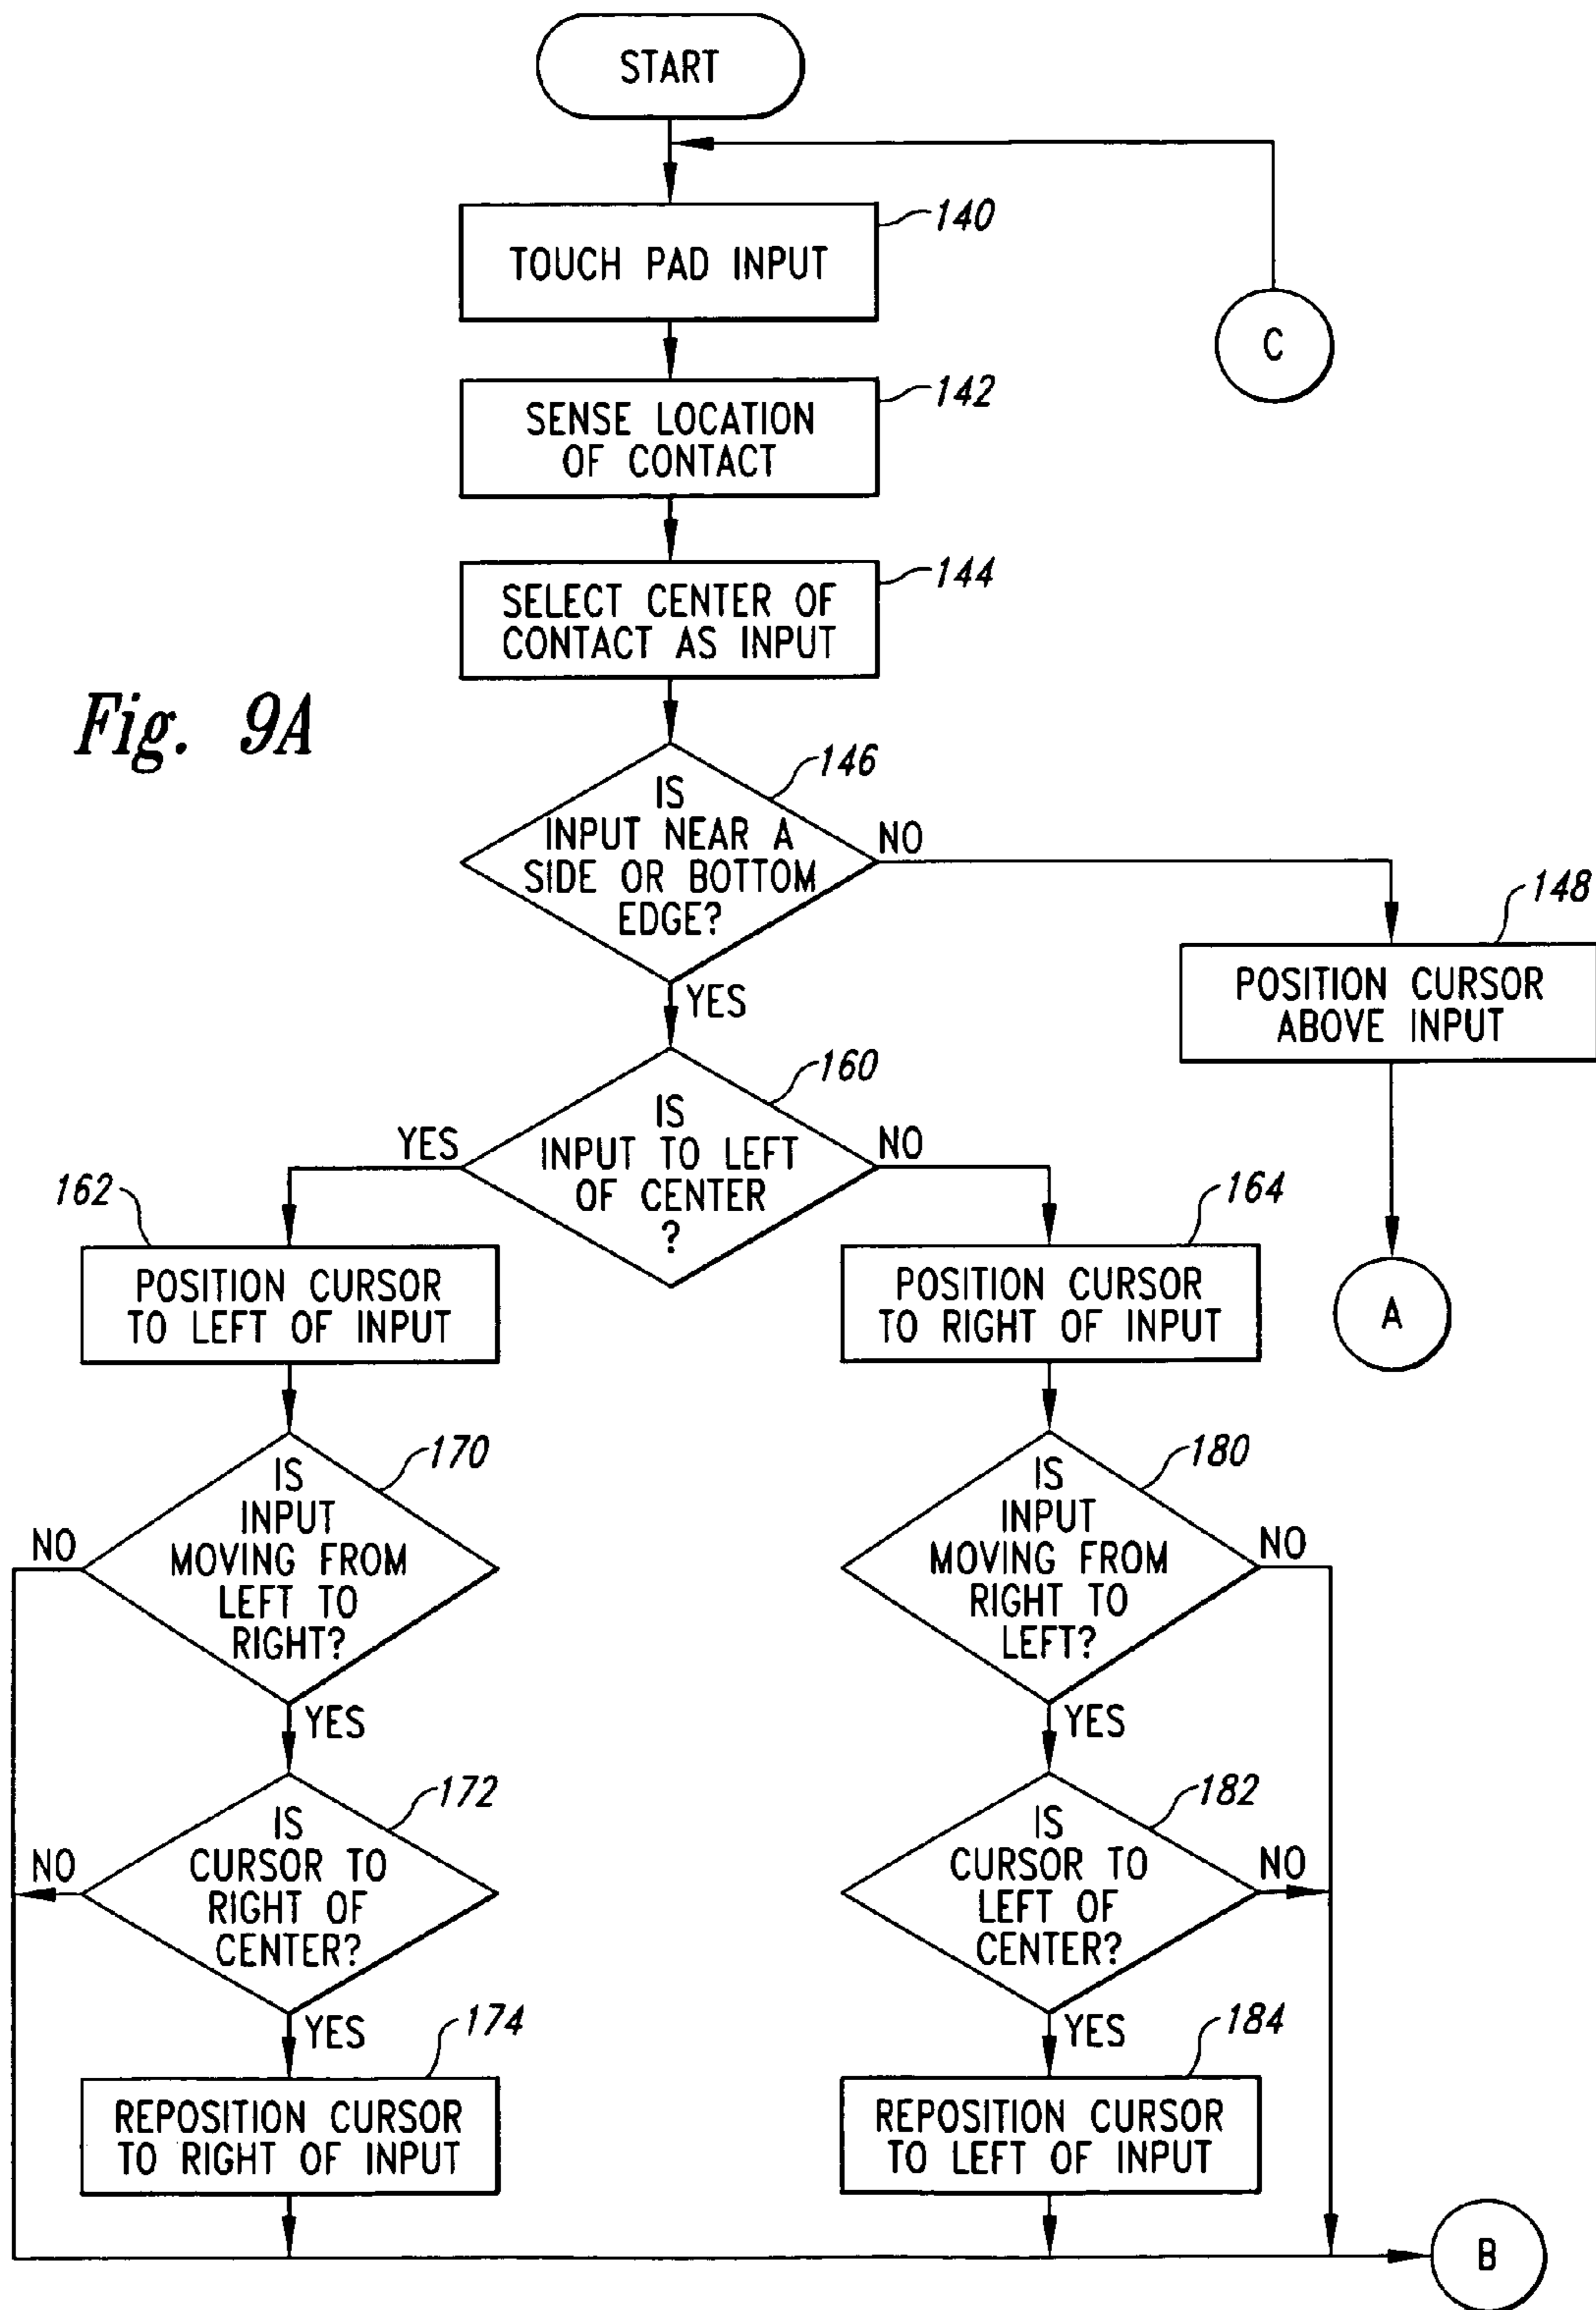 START
140
TOUCH PAD INPUT
C
142
SENSE LOCATION
OF CONTACT
144
SELECT CENTER OF
CONTACT AS INPUT
Fig. 9A
146
IS
INPUT NEAR A
SIDE OR BOTTOM
EDGE?
NO
YES
148
POSITION CURSOR
ABOVE INPUT
A
160
IS
INPUT TO LEFT
OF CENTER
?
YES
NO
162
POSITION CURSOR
TO LEFT OF INPUT
164
POSITION CURSOR
TO RIGHT OF INPUT
170
IS
INPUT
MOVING FROM
LEFT TO
RIGHT?
NO
YES
180
IS
INPUT
MOVING FROM
RIGHT TO
LEFT?
NO
YES
172
IS
CURSOR TO
RIGHT OF
CENTER?
NO
YES
182
IS
CURSOR TO
LEFT OF
CENTER?
NO
YES
174
REPOSITION CURSOR
TO RIGHT OF INPUT
184
REPOSITION CURSOR
TO LEFT OF INPUT
B